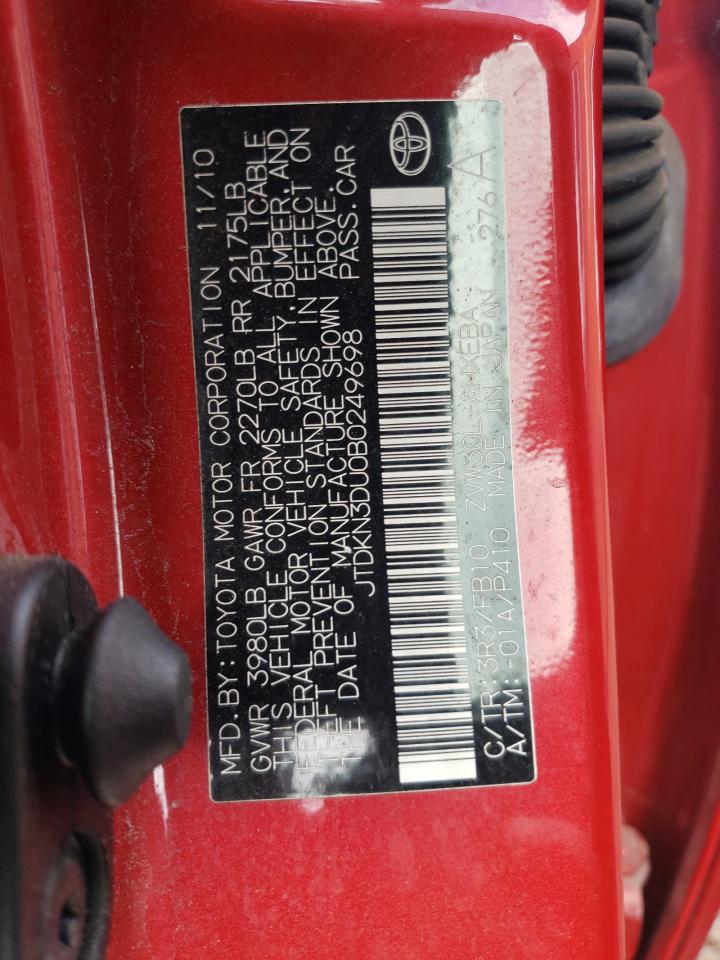 MFD. BY: TOYOTA MOTOR CORPORATION 11/10
GVWR 3980LB GAWR FR 2270LB RR 2175LB
THIS VEHICLE CONFORMS TO ALL APPLICABLE
FEDERAL MOTOR VEHICLE SAFETY, BUMPER, AND
THEFT PREVENTION STANDARDS IN EFFECT ON
THE DATE OF MANUFACTURE SHOWN ABOVE.
JTDKN3DU0B0249698 PASS. CAR
C/TR: 3R3/FB10 ZVW30L-AHXEBA
A/TM: -01A/P410 MADE IN JAPAN 276A